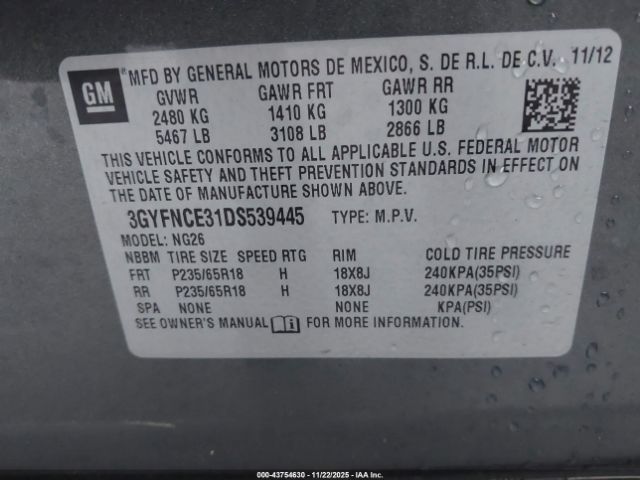 GM
MFD BY GENERAL MOTORS DE MEXICO, S. DE R.L. DE C.V. 11/12
GVWR GAWR FRT GAWR RR
2480 KG 1410 KG 1300 KG
5467 LB 3108 LB 2866 LB
THIS VEHICLE CONFORMS TO ALL APPLICABLE U.S. FEDERAL MOTOR
VEHICLE SAFETY AND THEFT PREVENTION STANDARDS IN EFFECT ON
THE DATE OF MANUFACTURE SHOWN ABOVE.
3GYFNCE31DS539445 TYPE: M.P.V.
MODEL: NG26
NBBM TIRE SIZE SPEED RTG RIM COLD TIRE PRESSURE
FRT P235/65R18 H 18X8J 240KPA(35PSI)
RR P235/65R18 H 18X8J 240KPA(35PSI)
SPA NONE NONE KPA(PSI)
SEE OWNER'S MANUAL FOR MORE INFORMATION.
000-43754630 - 11/22/2025 - IAA Inc.